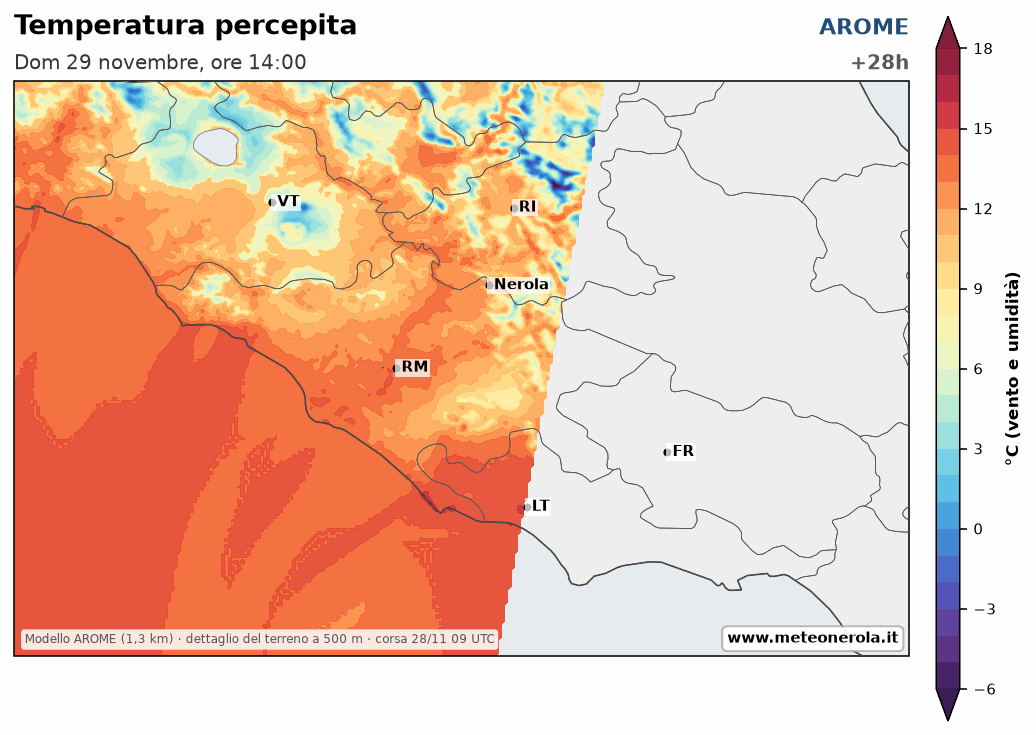 Temperatura percepita
AROME
Dom 29 novembre, ore 14:00
+28h
VT
RI
Nerola
RM
FR
LT
Modello AROME (1,3 km) · dettaglio del terreno a 500 m · corsa 28/11 09 UTC
www.meteonerola.it
18
15
12
9
6
3
0
−3
−6
°C (vento e umidità)